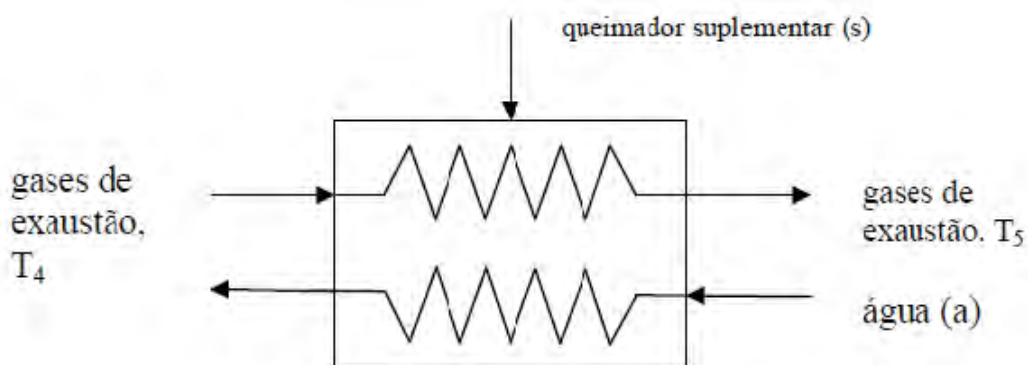 queimador suplementar (s)
gases de
exaustão,
T₄
gases de
exaustão. T₅
água (a)